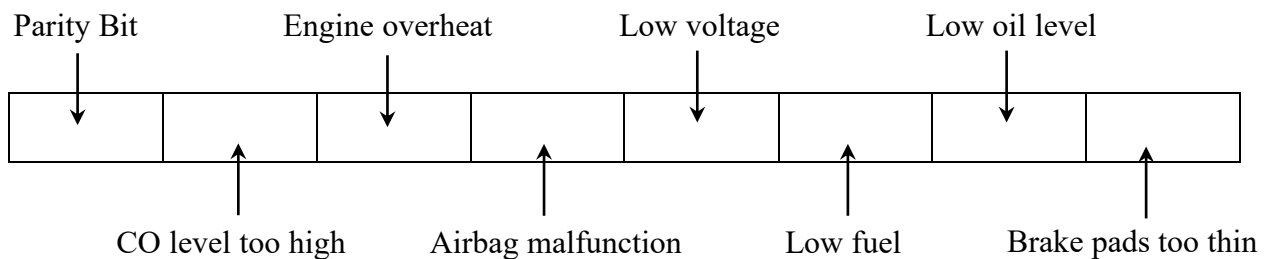 Parity Bit Engine overheat Low voltage Low oil level
CO level too high Airbag malfunction Low fuel Brake pads too thin